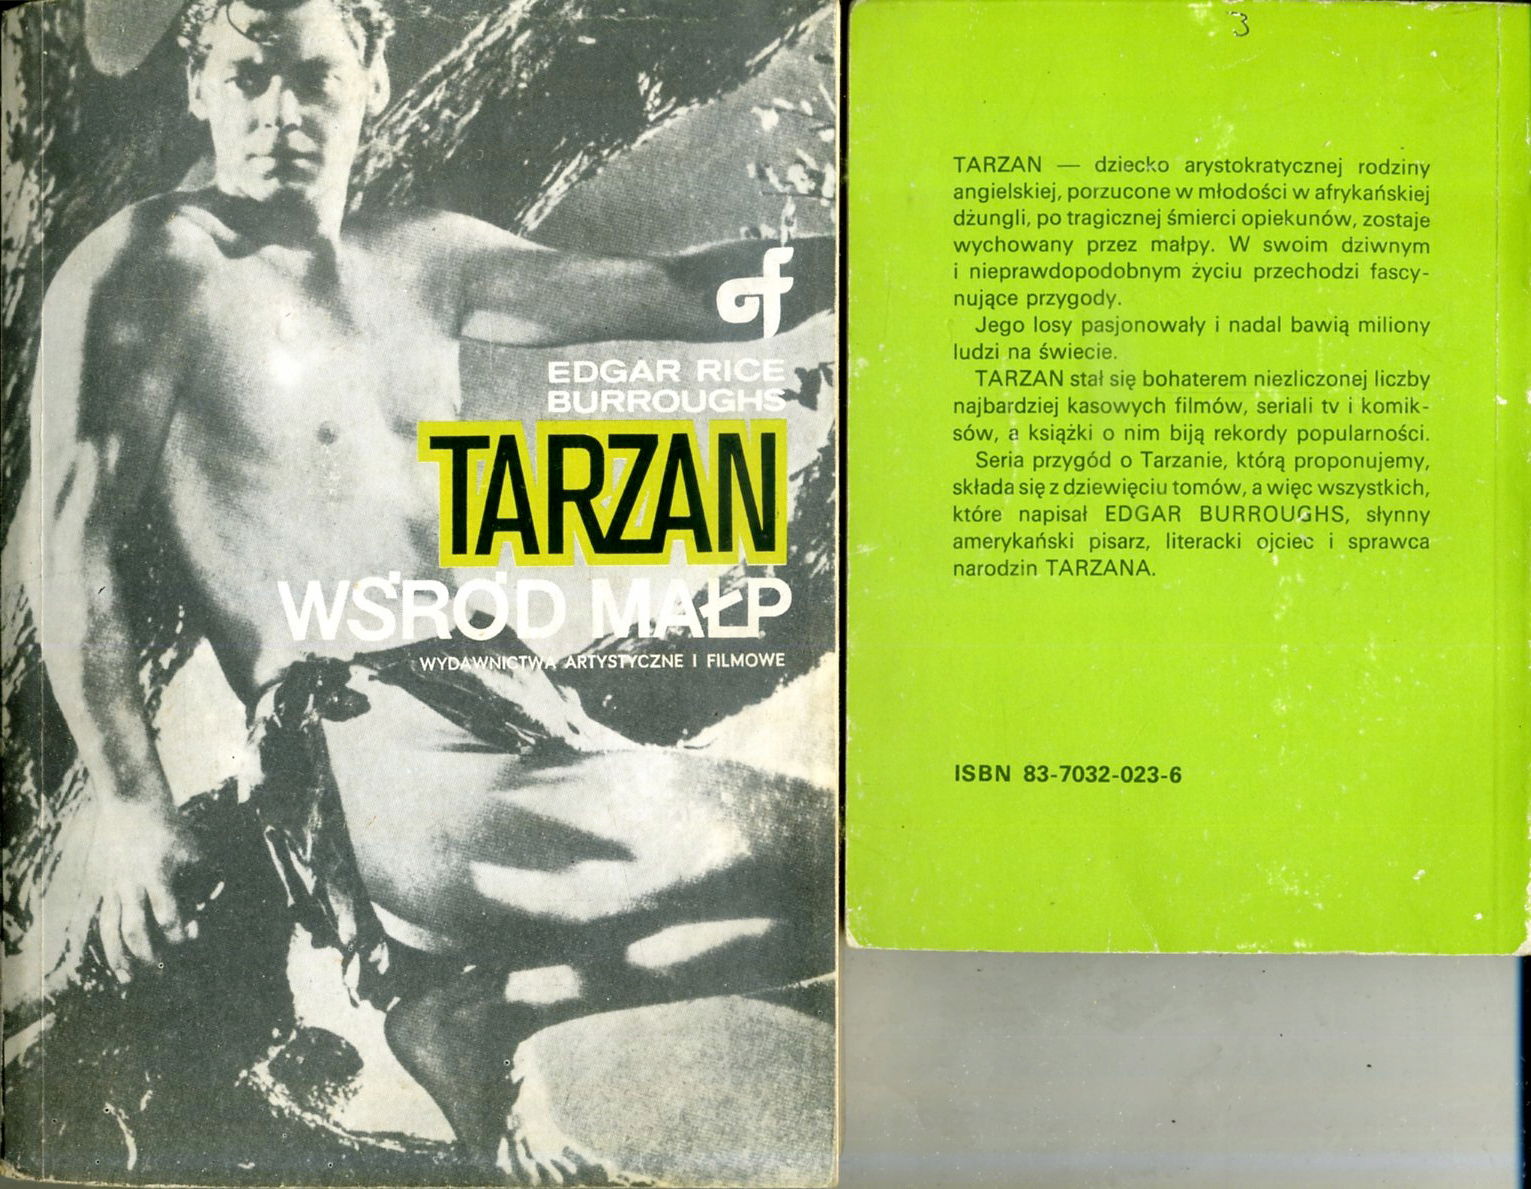 EDGAR RICE
BURROUGHS
TARZAN
WŚRÓD MAŁP
WYDAWNICTWA ARTYSTYCZNE I FILMOWE
3
TARZAN — dziecko arystokratycznej rodziny
angielskiej, porzucone w młodości w afrykańskiej
dżungli, po tragicznej śmierci opiekunów, zostaje
wychowany przez małpy. W swoim dziwnym
i nieprawdopodobnym życiu przechodzi fascy-
nujące przygody.
Jego losy pasjonowały i nadal bawią miliony
ludzi na świecie.
TARZAN stał się bohaterem niezliczonej liczby
najbardziej kasowych filmów, seriali tv i komik-
sów, a książki o nim biją rekordy popularności.
Seria przygód o Tarzanie, którą proponujemy,
składa się z dziewięciu tomów, a więc wszystkich,
które napisał EDGAR BURROUGHS, słynny
amerykański pisarz, literacki ojciec i sprawca
narodzin TARZANA.
ISBN 83-7032-023-6